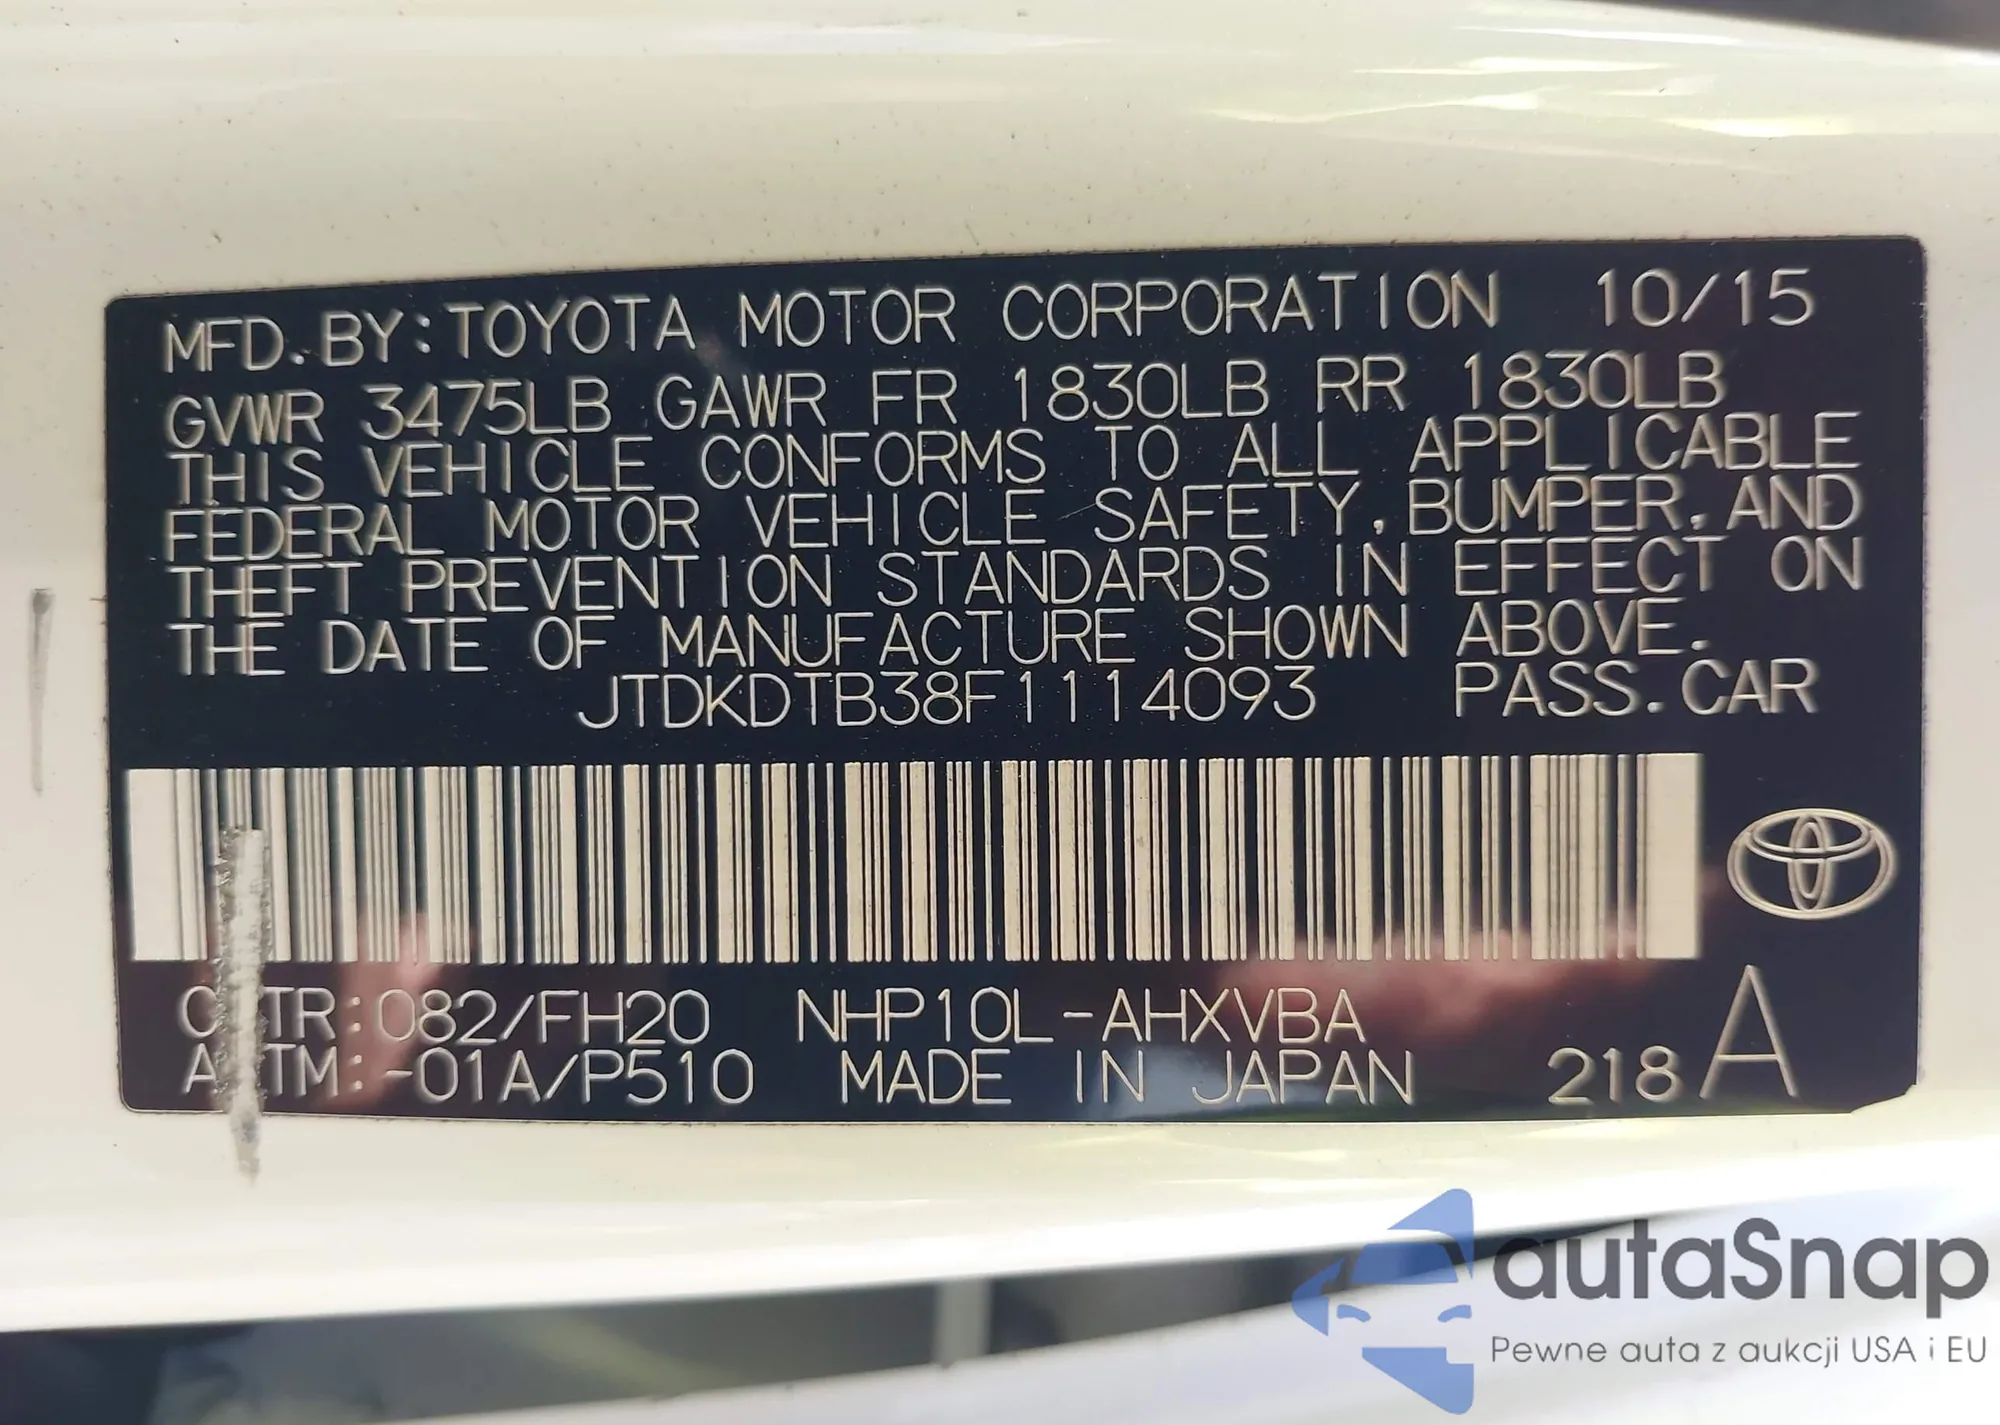 MFD.BY:TOYOTA MOTOR CORPORATION 10/15
GVWR 3475LB GAWR FR 1830LB RR 1830LB
THIS VEHICLE CONFORMS TO ALL APPLICABLE
FEDERAL MOTOR VEHICLE SAFETY,BUMPER,AND
THEFT PREVENTION STANDARDS IN EFFECT ON
THE DATE OF MANUFACTURE SHOWN ABOVE.
JTDKDTB38F1114093 PASS.CAR
C/TR:082/FH20 NHP10L-AHXVBA
A/TM:-01A/P510 MADE IN JAPAN 218 A
autaSnap
Pewne auta z aukcji USA i EU